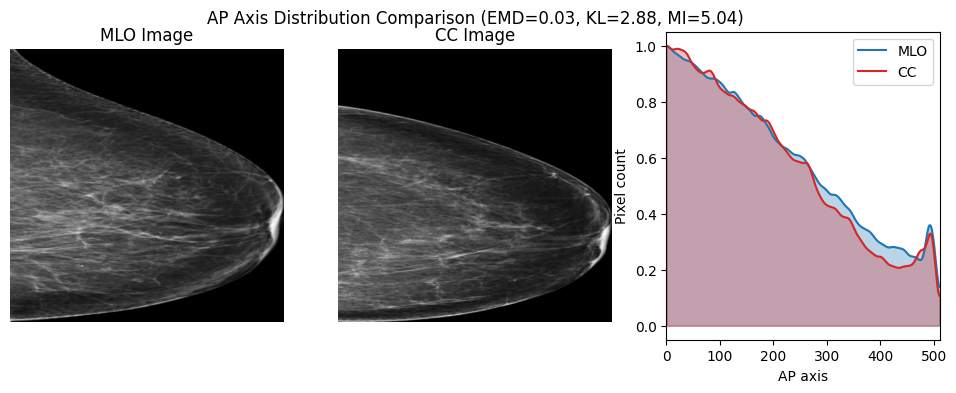 AP Axis Distribution Comparison (EMD=0.03, KL=2.88, MI=5.04)
MLO Image
CC Image
MLO
CC
Pixel count
1.0
0.8
0.6
0.4
0.2
0.0
0 100 200 300 400 500
AP axis